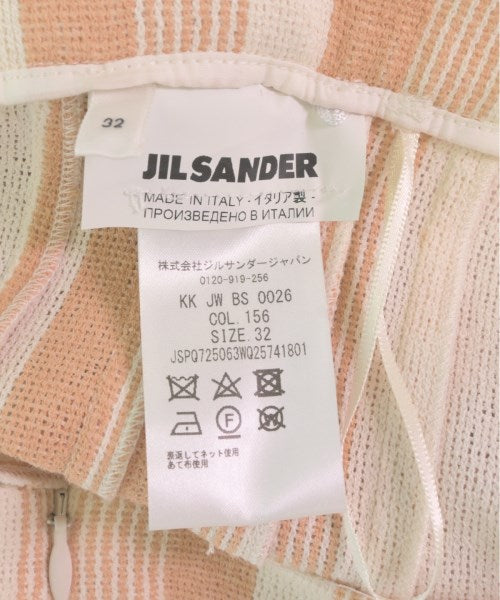 32
JIL SANDER
MADE IN ITALY - イタリア製 -
ПРОИЗВЕДЕНО В ИТАЛИИ
株式会社ジルサンダージャパン
0120-919-256
KK JW BS 0026
COL. 156
SIZE. 32
JSPQ725063WQ25741801
F W
裏返してネット使用
あて布使用